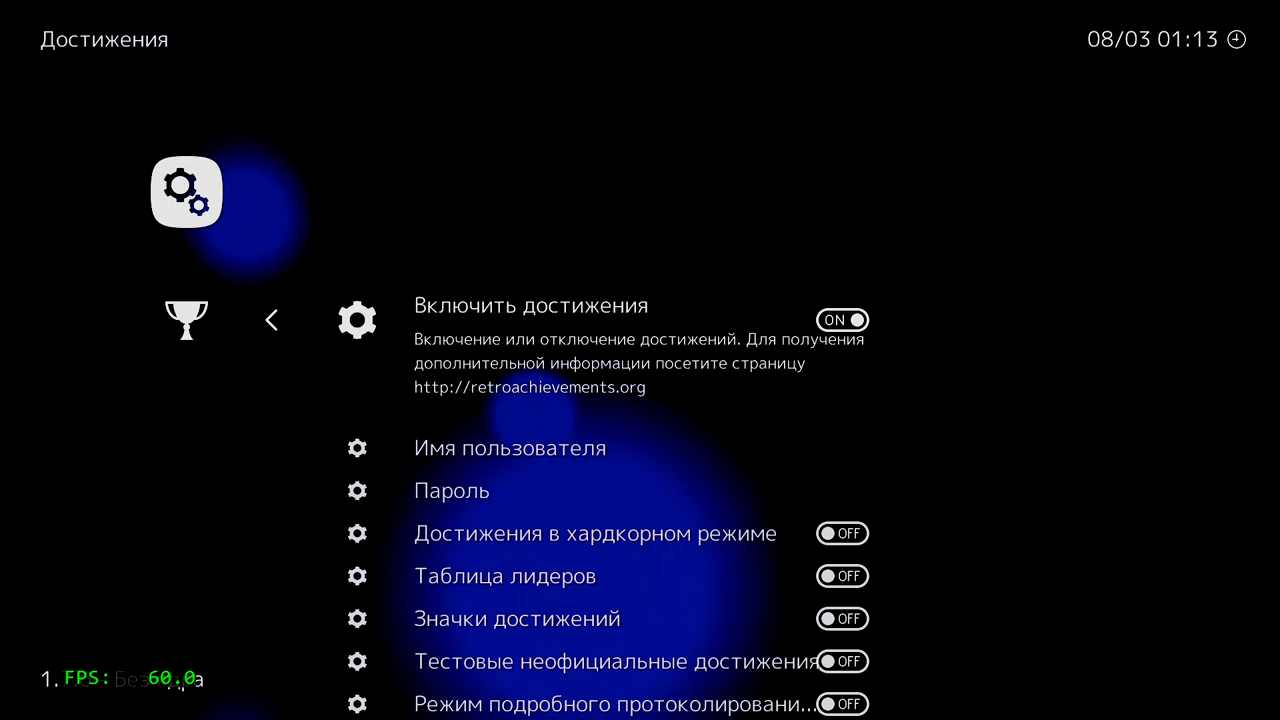 Достижения
08/03 01:13
Включить достижения
ON
Включение или отключение достижений. Для получения
дополнительной информации посетите страницу
http://retroachievements.org
Имя пользователя
Пароль
Достижения в хардкорном режиме
OFF
Таблица лидеров
OFF
Значки достижений
OFF
Тестовые неофициальные достижения
OFF
Режим подробного протоколировани...
OFF
1.
FPS: 60.0